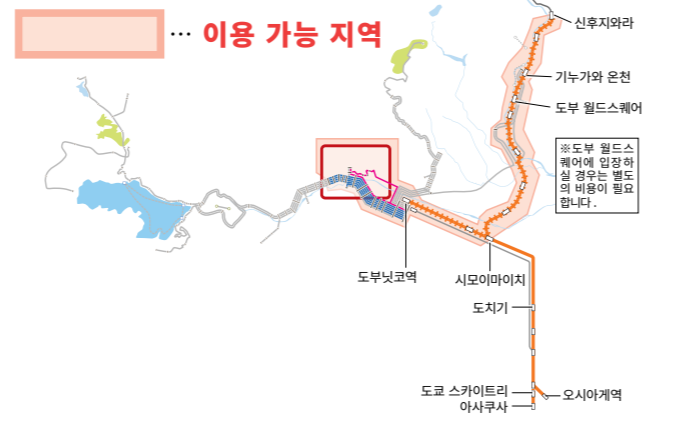 … 이용 가능 지역
신후지와라
기누가와 온천
도부 월드스퀘어
※도부 월드스
퀘어에 입장하
실 경우는 별도
의 비용이 필요
합니다.
도부닛코역
시모이마이치
도치기
도쿄 스카이트리
오시아게역
아사쿠사